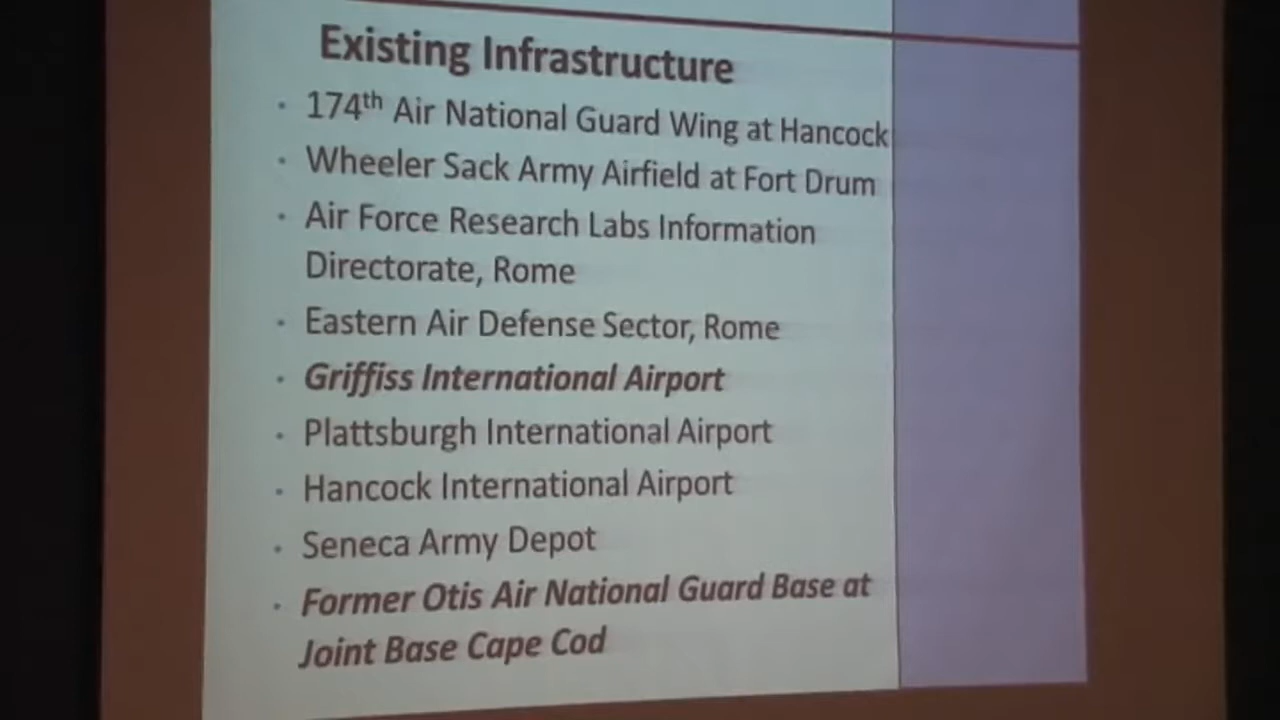 Existing Infrastructure
· 174th Air National Guard Wing at Hancock
· Wheeler Sack Army Airfield at Fort Drum
· Air Force Research Labs Information
Directorate, Rome
· Eastern Air Defense Sector, Rome
· Griffiss International Airport
· Plattsburgh International Airport
· Hancock International Airport
· Seneca Army Depot
· Former Otis Air National Guard Base at
Joint Base Cape Cod